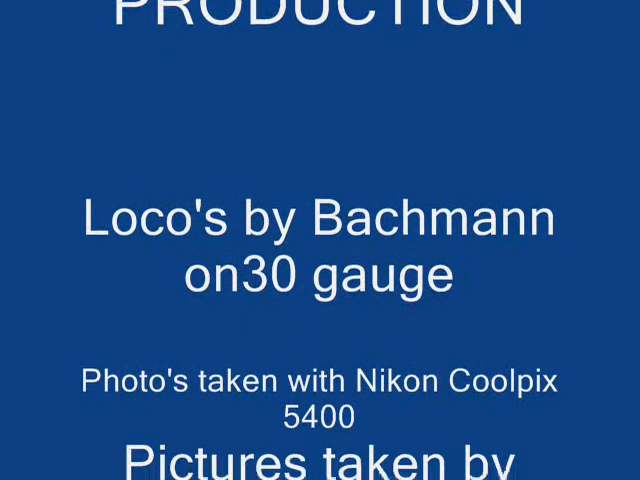 PRODUCTION
Loco's by Bachmann
on30 gauge
Photo's taken with Nikon Coolpix
5400
Pictures taken by